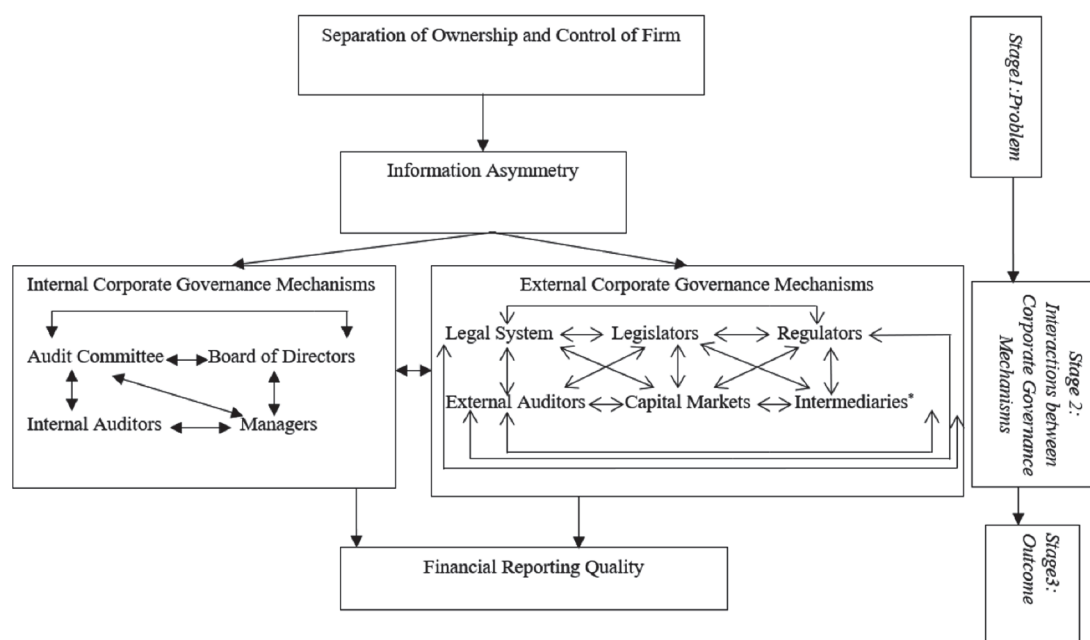 Separation of Ownership and Control of Firm
Information Asymmetry
Internal Corporate Governance Mechanisms
Audit Committee
Board of Directors
Internal Auditors
Managers
External Corporate Governance Mechanisms
Legal System
Legislators
Regulators
External Auditors
Capital Markets
Intermediaries*
Financial Reporting Quality
Stage1:Problem
Stage 2:
Interactions between
Corporate Governance
Mechanisms
Stage3:
Outcome